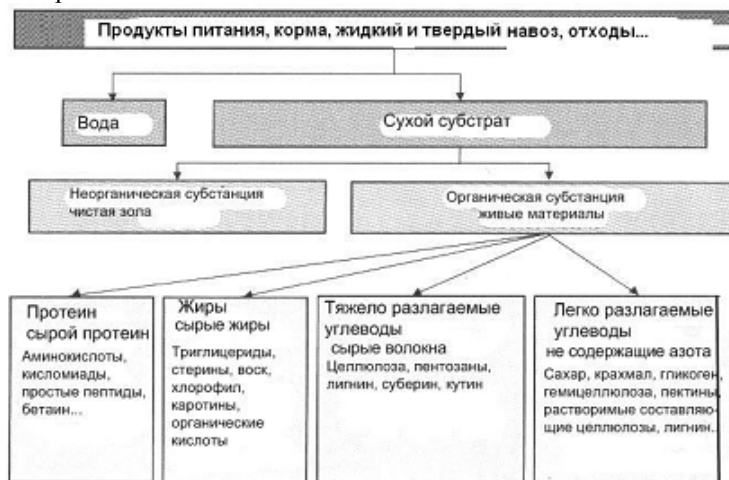 Продукты питания, корма, жидкий и твердый навоз, отходы...
Вода
Сухой субстрат
Неорганическая субстанция
чистая зола
Органическая субстанция
живые материалы
Протеин
сырой протеин
Аминокислоты,
кисломиады,
простые пептиды,
бетаин...
Жиры
сырые жиры
Триглицериды,
стерины, воск,
хлорофил,
каротины,
органические
кислоты
Тяжело разлагаемые
углеводы
сырые волокна
Целлюлоза, пентозаны,
лигнин, суберин, кутин
Легко разлагаемые
углеводы
не содержащие азота
Сахар, крахмал, гликоген,
гемицеллюлоза, пектины,
растворимые составляю-
щие целлюлозы, лигнин..